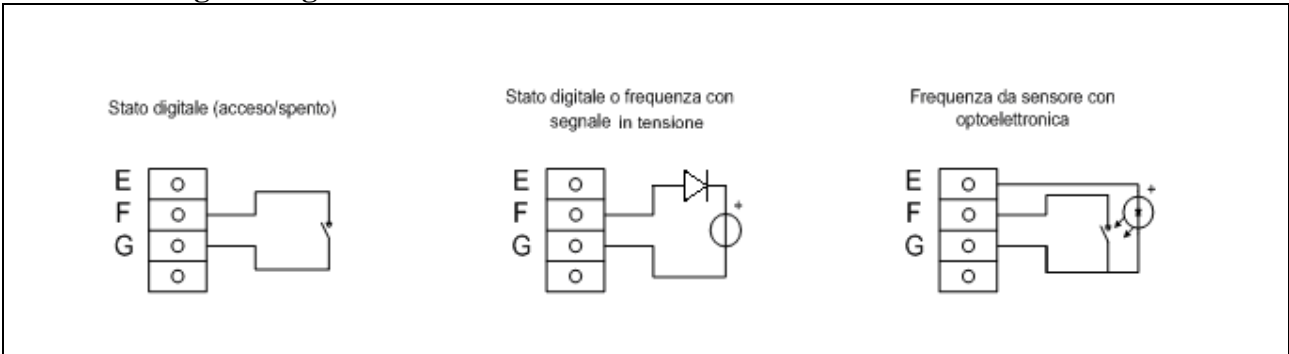 Stato digitale (acceso/spento)
E
F
G
+
Stato digitale o frequenza con
segnale in tensione
E
F
G
+
Frequenza da sensore con
optoelettronica
E
F
G
+